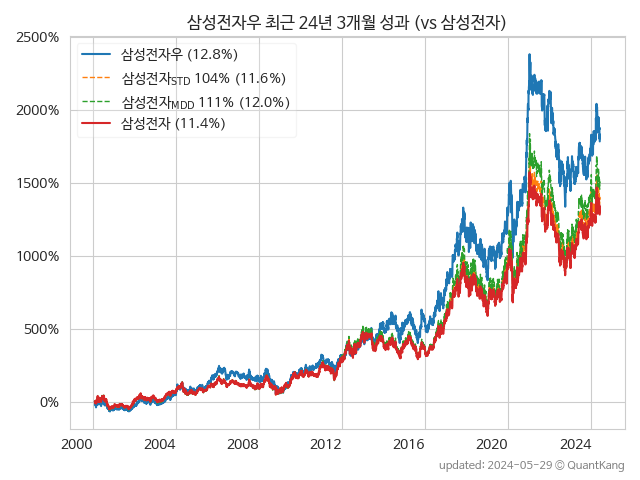 삼성전자우 최근 24년 3개월 성과 (vs 삼성전자)
2500%
2000%
1500%
1000%
500%
0%
삼성전자우 (12.8%)
삼성전자STD 104% (11.6%)
삼성전자MDD 111% (12.0%)
삼성전자 (11.4%)
2000 2004 2008 2012 2016 2020 2024
updated: 2024-05-29 © QuantKang